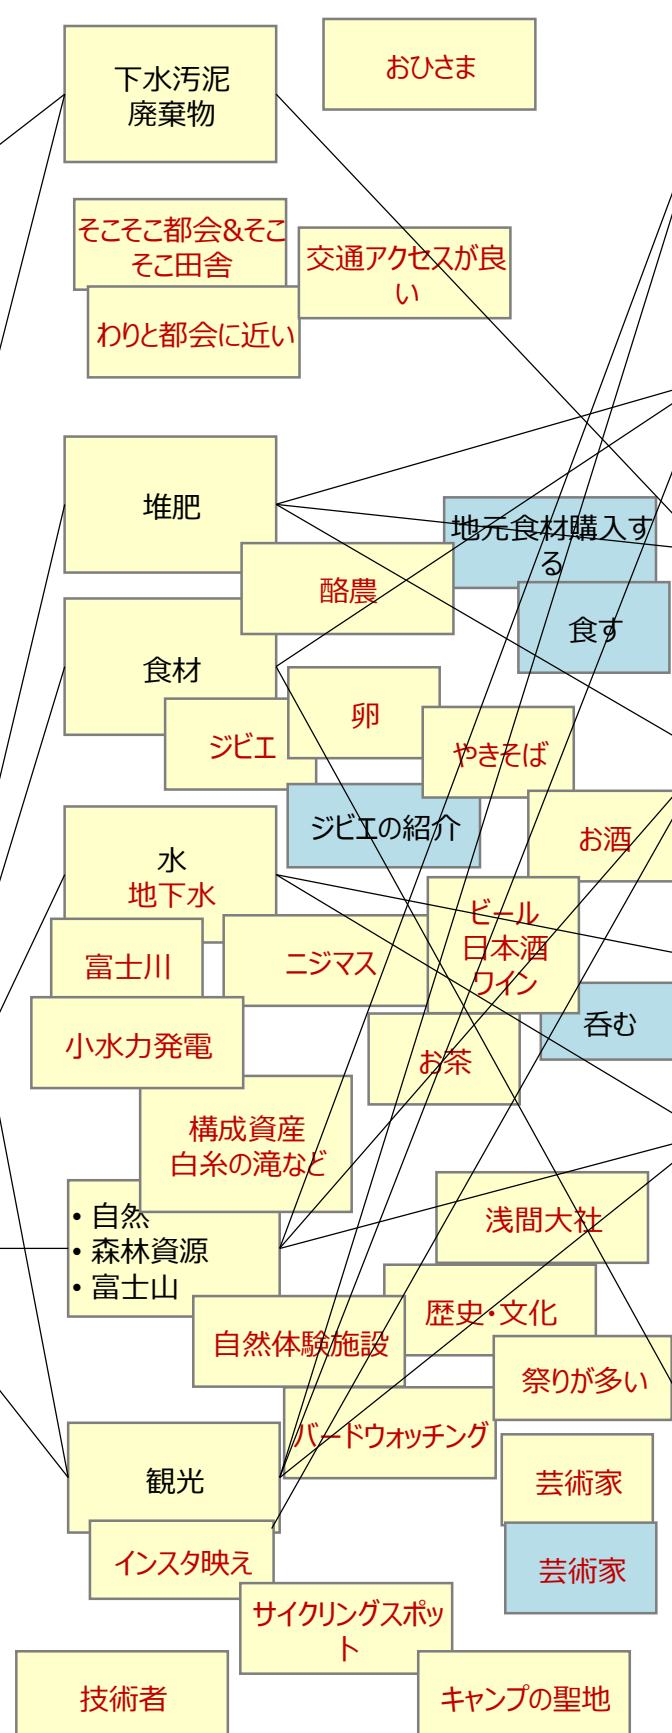 下水汚泥
廃棄物
おひさま
そこそこ都会&そこ
そこ田舎
交通アクセスが良
い
わりと都会に近い
堆肥
地元食材購入す
る
酪農
食す
食材
卵
ジビエ
やきそば
ジビエの紹介
お酒
水
地下水
ビール
日本酒
ワイン
富士川
ニジマス
呑む
小水力発電
お茶
構成資産
白糸の滝など
• 自然
• 森林資源
• 富士山
浅間大社
歴史・文化
自然体験施設
祭りが多い
バードウォッチング
観光
芸術家
インスタ映え
芸術家
サイクリングスポッ
ト
技術者
キャンプの聖地